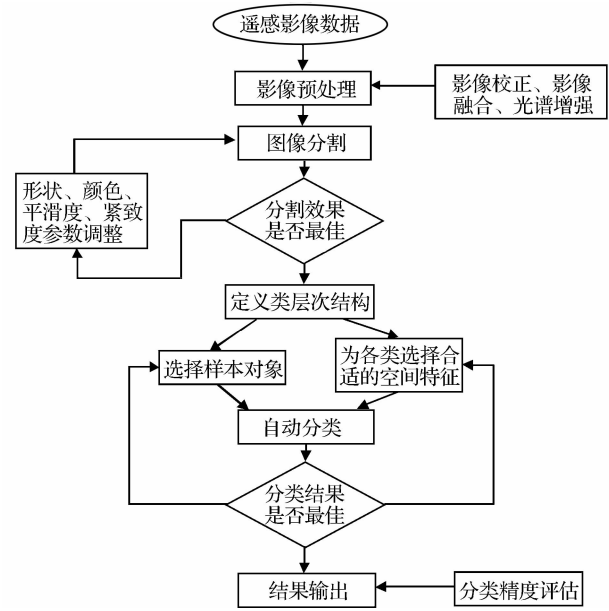 遥感影像数据
影像预处理
影像校正、影像
融合、光谱增强
图像分割
形状、颜色、
平滑度、紧致
度参数调整
分割效果
是否最佳
定义类层次结构
选择样本对象
为各类选择合
适的空间特征
自动分类
分类结果
是否最佳
结果输出
分类精度评估